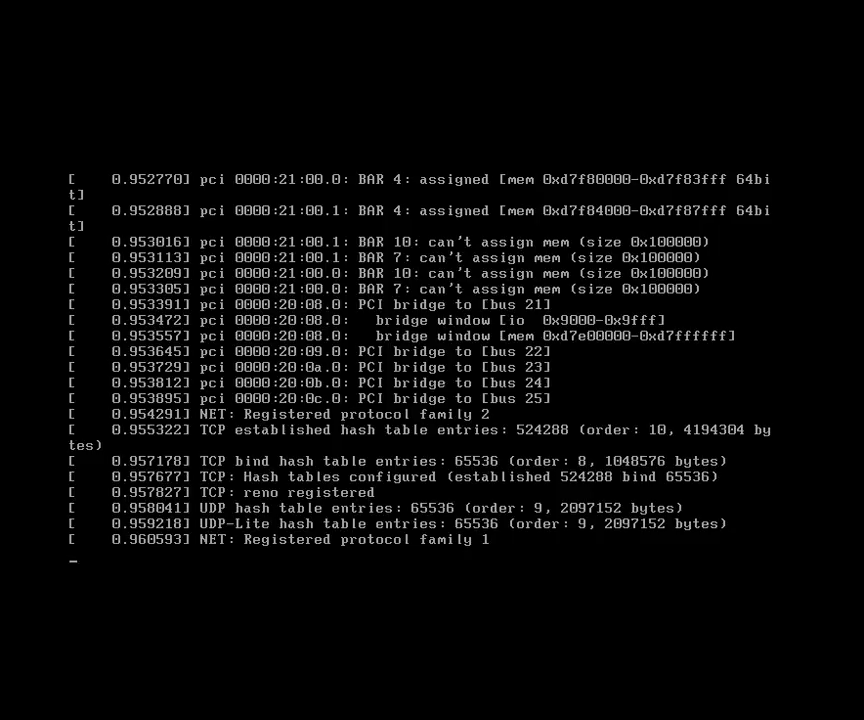 [    0.952770] pci 0000:21:00.0: BAR 4: assigned [mem 0xd7f80000-0xd7f83fff 64bi
t]
[    0.952888] pci 0000:21:00.1: BAR 4: assigned [mem 0xd7f84000-0xd7f87fff 64bi
t]
[    0.953016] pci 0000:21:00.1: BAR 10: can't assign mem (size 0x100000)
[    0.953113] pci 0000:21:00.1: BAR 7: can't assign mem (size 0x100000)
[    0.953209] pci 0000:21:00.0: BAR 10: can't assign mem (size 0x100000)
[    0.953305] pci 0000:21:00.0: BAR 7: can't assign mem (size 0x100000)
[    0.953391] pci 0000:20:08.0: PCI bridge to [bus 21]
[    0.953472] pci 0000:20:08.0:   bridge window [io  0x9000-0x9fff]
[    0.953557] pci 0000:20:08.0:   bridge window [mem 0xd7e00000-0xd7ffffff]
[    0.953645] pci 0000:20:09.0: PCI bridge to [bus 22]
[    0.953729] pci 0000:20:0a.0: PCI bridge to [bus 23]
[    0.953812] pci 0000:20:0b.0: PCI bridge to [bus 24]
[    0.953895] pci 0000:20:0c.0: PCI bridge to [bus 25]
[    0.954291] NET: Registered protocol family 2
[    0.955322] TCP established hash table entries: 524288 (order: 10, 4194304 by
tes)
[    0.957178] TCP bind hash table entries: 65536 (order: 8, 1048576 bytes)
[    0.957677] TCP: Hash tables configured (established 524288 bind 65536)
[    0.957827] TCP: reno registered
[    0.958041] UDP hash table entries: 65536 (order: 9, 2097152 bytes)
[    0.959218] UDP-Lite hash table entries: 65536 (order: 9, 2097152 bytes)
[    0.960593] NET: Registered protocol family 1
_